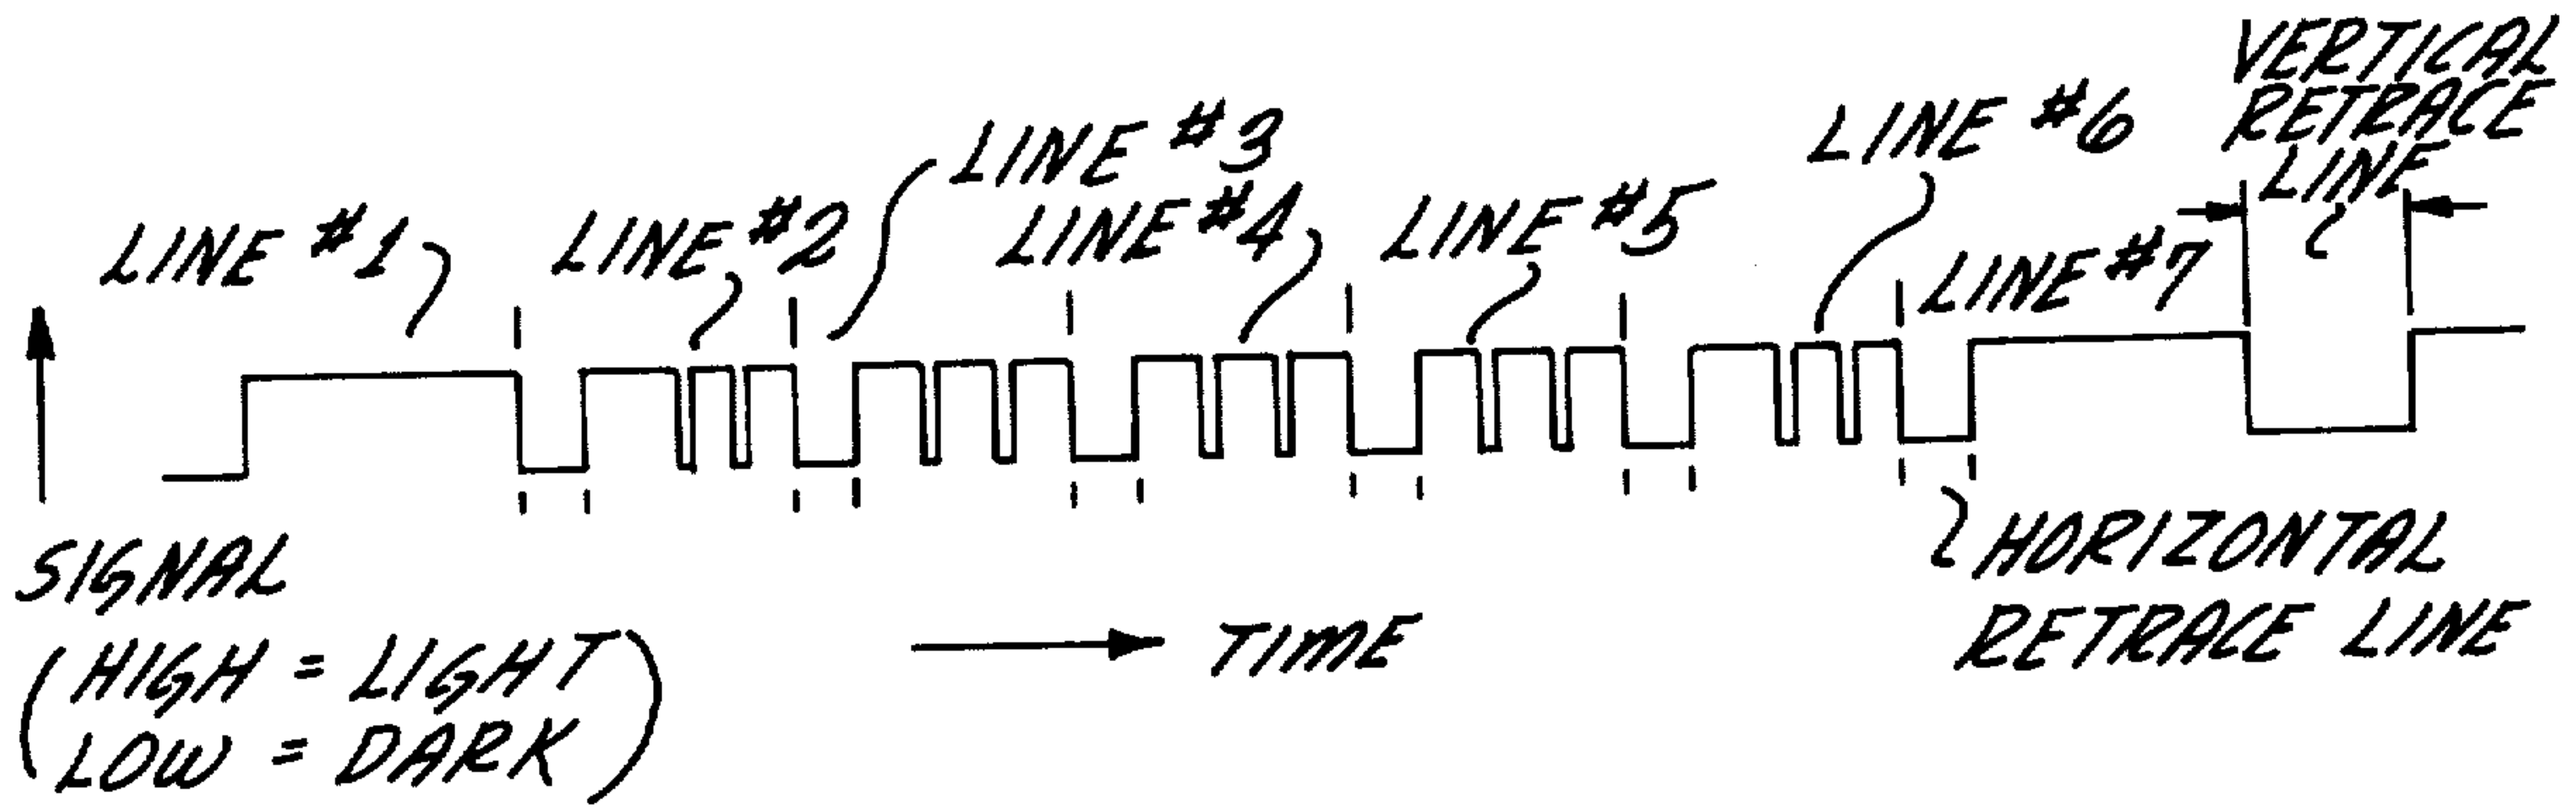 LINE #1
LINE #2
LINE #3
LINE #4
LINE #5
LINE #6
LINE #7
VERTICAL
RETRACE
LINE
SIGNAL
(HIGH = LIGHT
LOW = DARK)
TIME
HORIZONTAL
RETRACE LINE